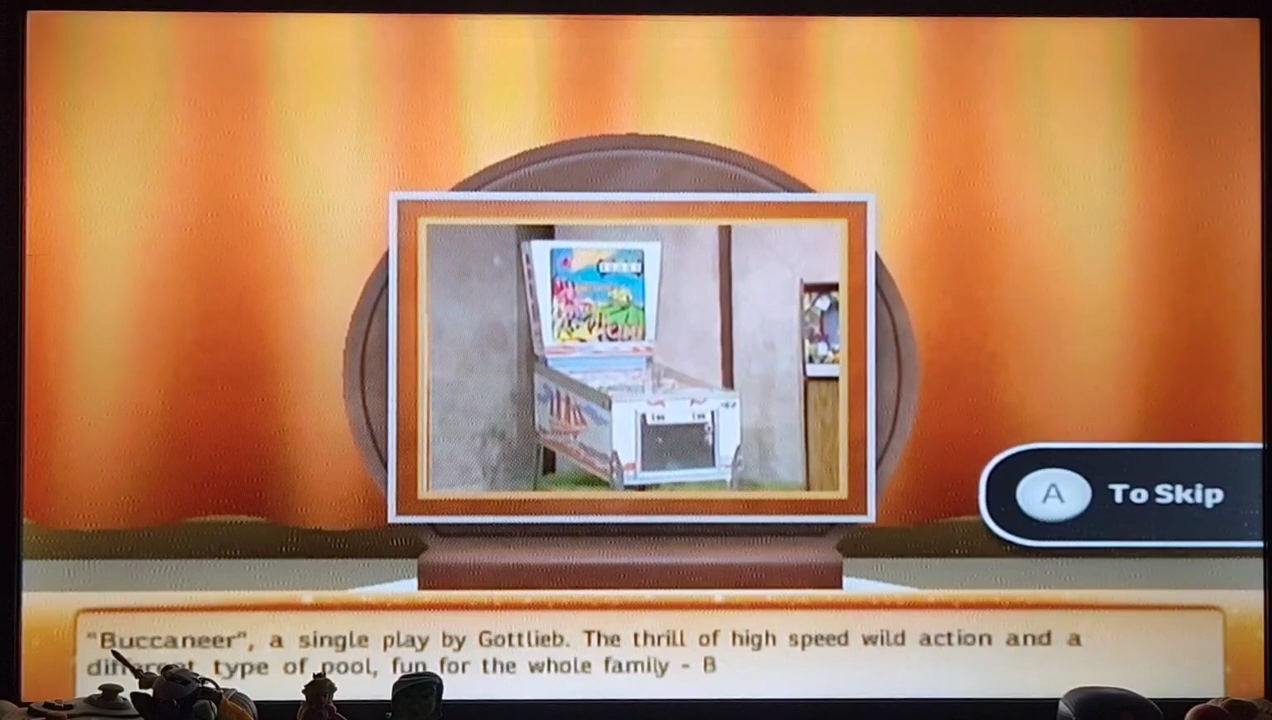 A To Skip
"Buccaneer", a single play by Gottlieb. The thrill of high speed wild action and a
different type of pool, fun for the whole family - B